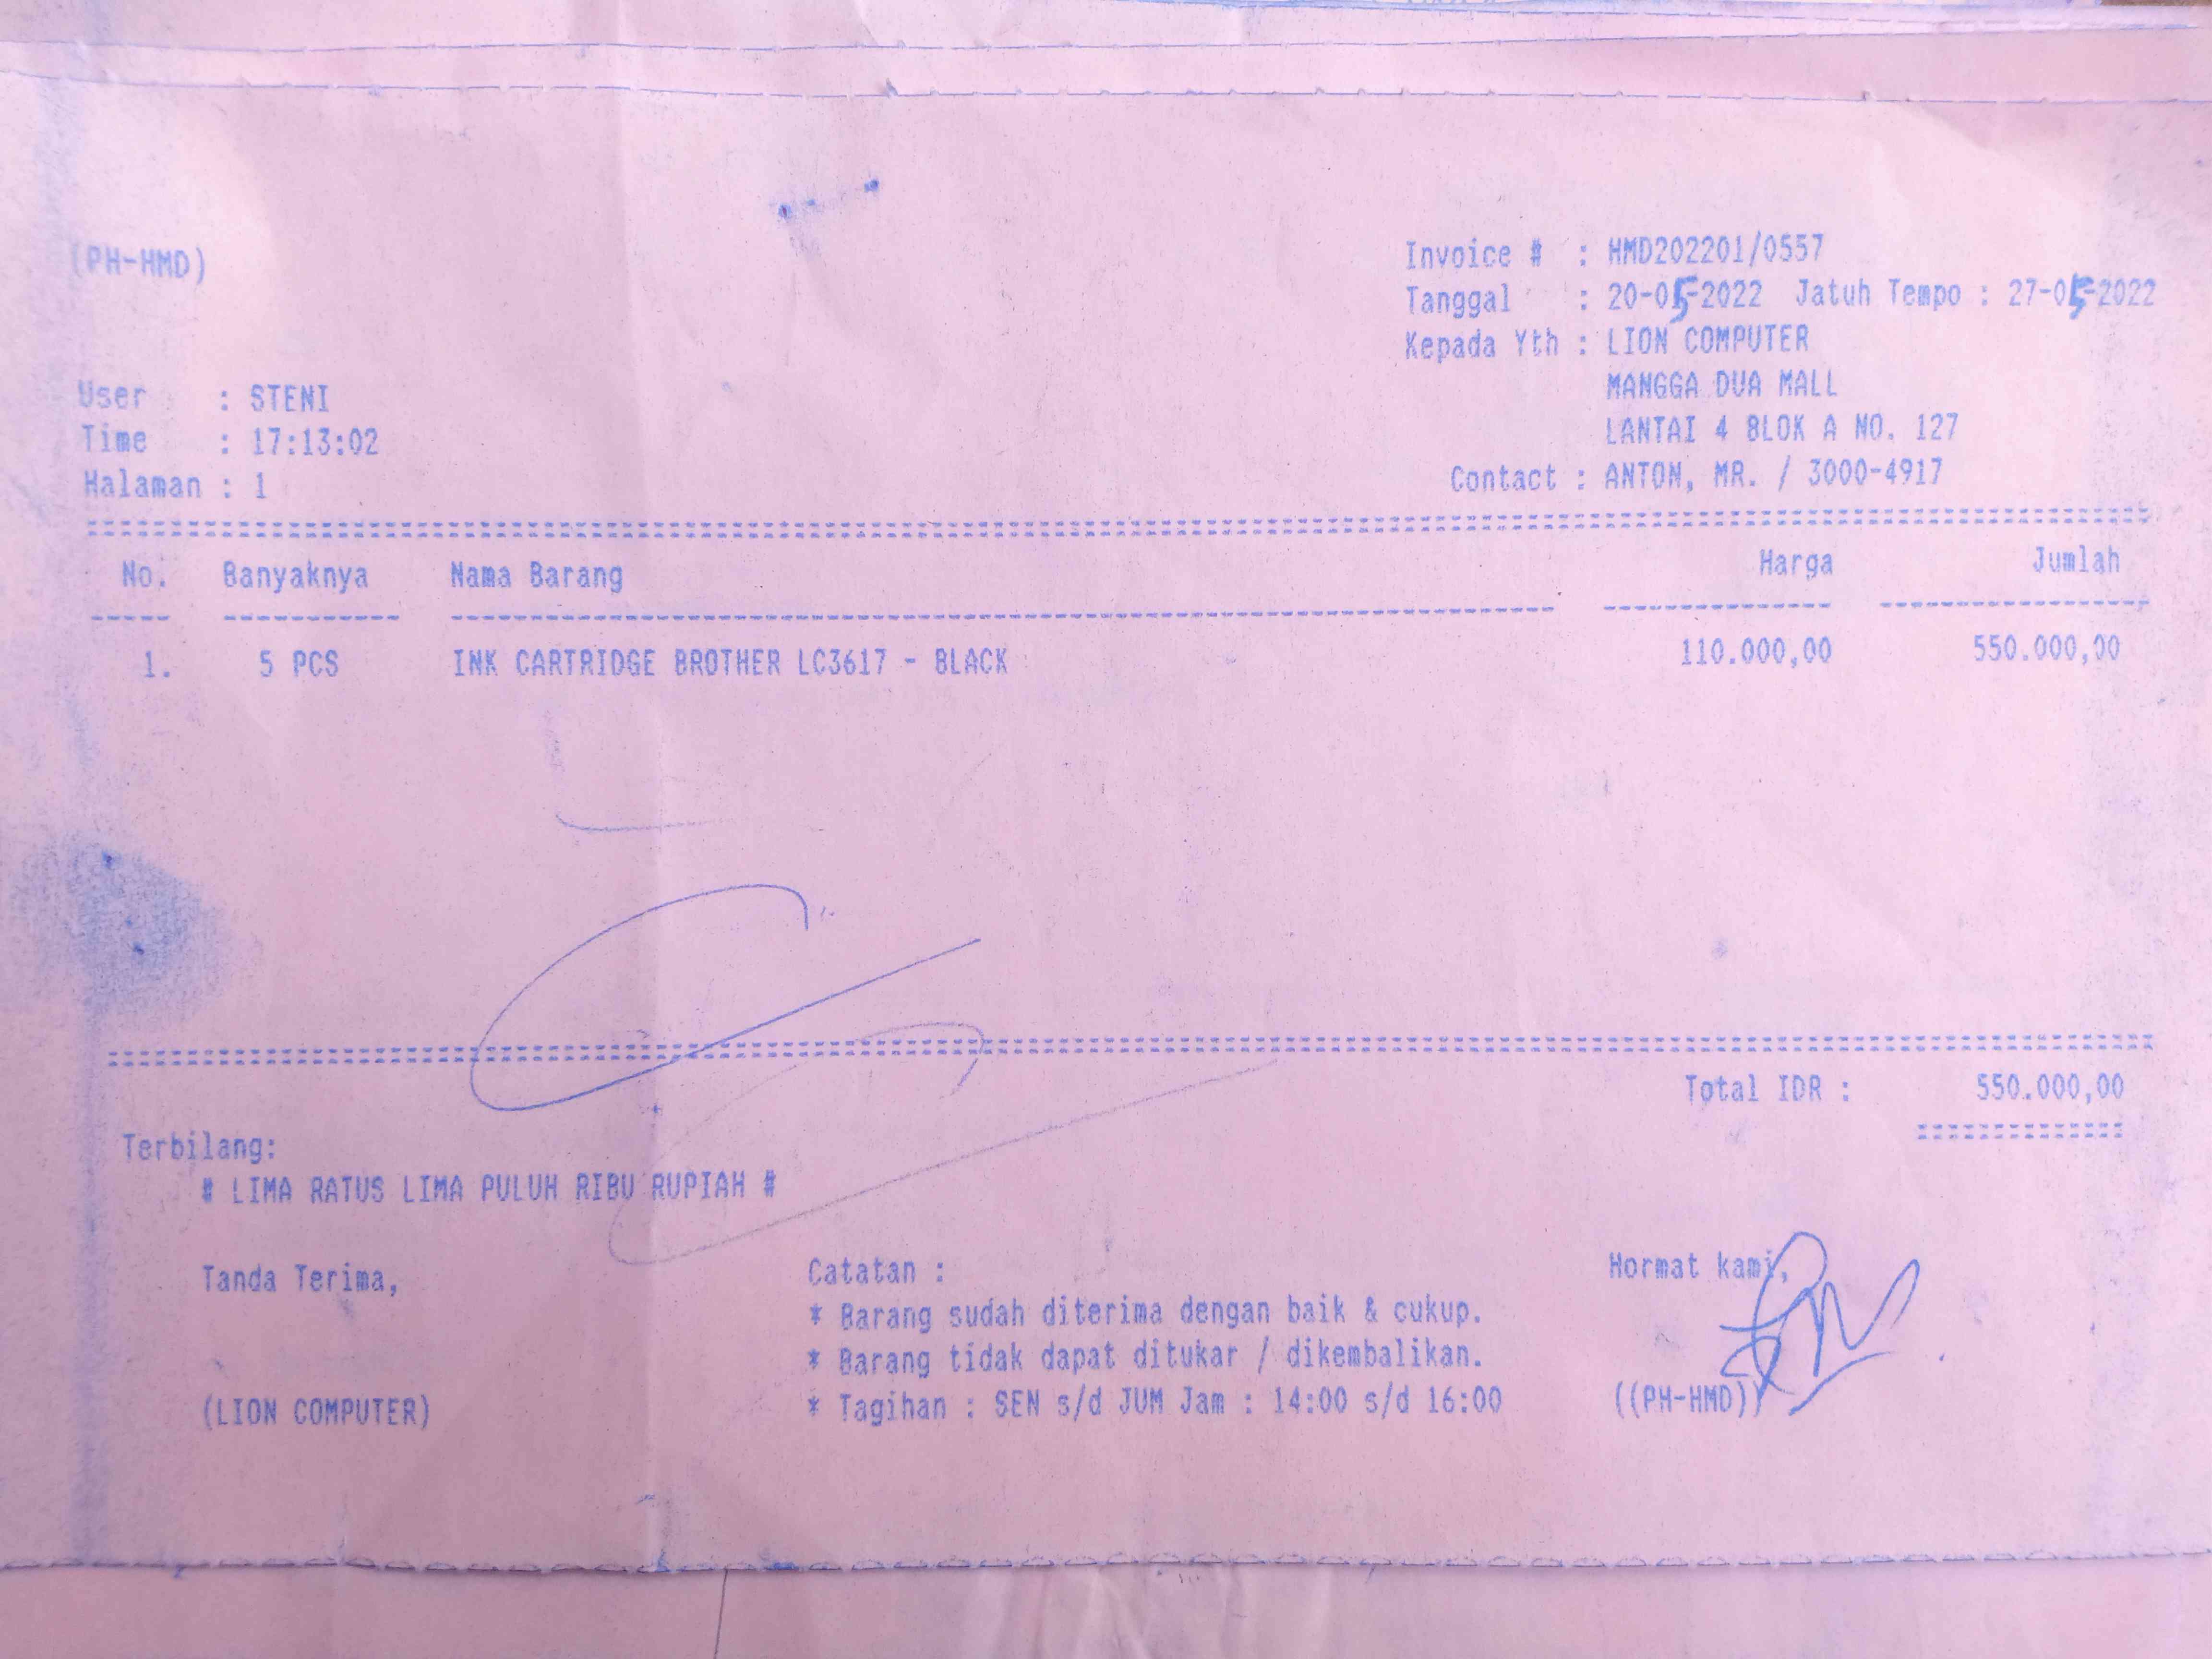 (PH-HMD)
Invoice # : HMD202201/0557
Tanggal : 20-05-2022 Jatuh Tempo : 27-05-2022
Kepada Yth : LION COMPUTER
MANGGA DUA MALL
LANTAI 4 BLOK A NO. 127
Contact : ANTON, MR. / 3000-4917
User : STENI
Time : 17:13:02
Halaman : 1
No. Banyaknya Nama Barang Harga Jumlah
1. 5 PCS INK CARTRIDGE BROTHER LC3617 - BLACK 110.000,00 550.000,00
Total IDR : 550.000,00
Terbilang:
# LIMA RATUS LIMA PULUH RIBU RUPIAH #
Tanda Terima,
(LION COMPUTER)
Catatan :
* Barang sudah diterima dengan baik & cukup.
* Barang tidak dapat ditukar / dikembalikan.
* Tagihan : SEN s/d JUM Jam : 14:00 s/d 16:00
Hormat kami,
((PH-HMD))